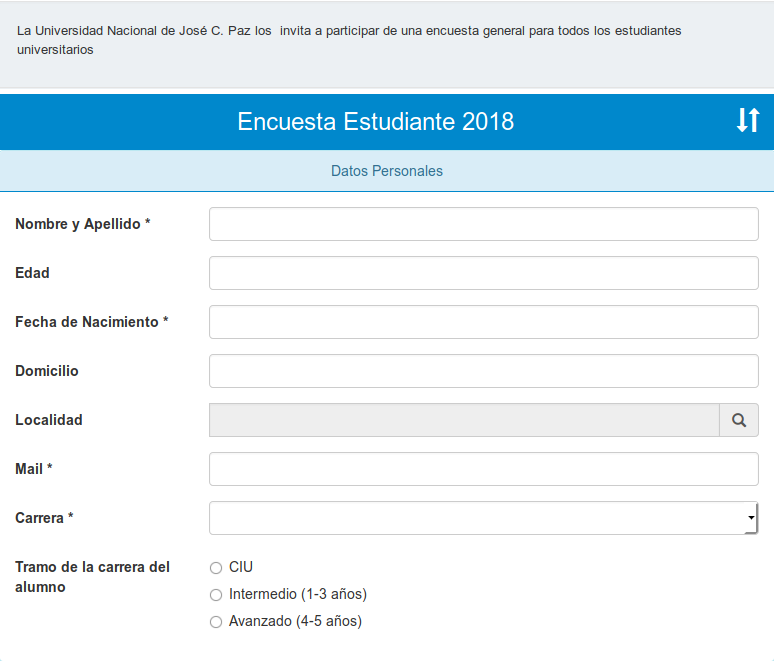 La Universidad Nacional de José C. Paz los  invita a participar de una encuesta general para todos los estudiantes
universitarios
Encuesta Estudiante 2018
Datos Personales
Nombre y Apellido *
Edad
Fecha de Nacimiento *
Domicilio
Localidad
Mail *
Carrera *
Tramo de la carrera del
alumno
CIU
Intermedio (1-3 años)
Avanzado (4-5 años)